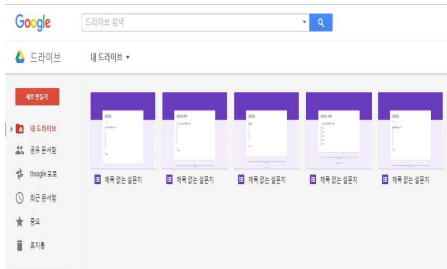 Google
드라이브 검색
드라이브
내 드라이브
새로 만들기
내 드라이브
공유 문서함
Google 포토
최근 문서함
중요
휴지통
제목 없는 설문지
제목 없는 설문지
제목 없는 설문지
제목 없는 설문지
제목 없는 설문지